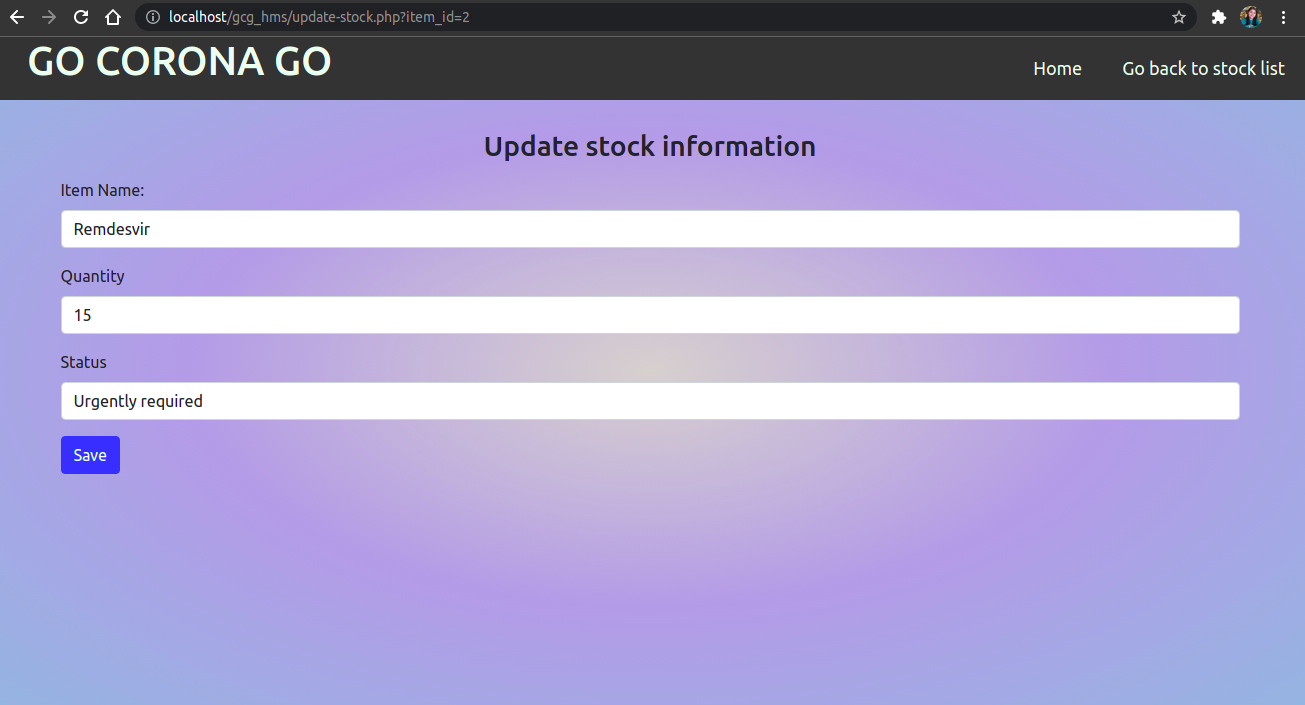 localhost/gcg_hms/update-stock.php?item_id=2
GO CORONA GO
Home Go back to stock list
Update stock information
Item Name:
Remdesvir
Quantity
15
Status
Urgently required
Save